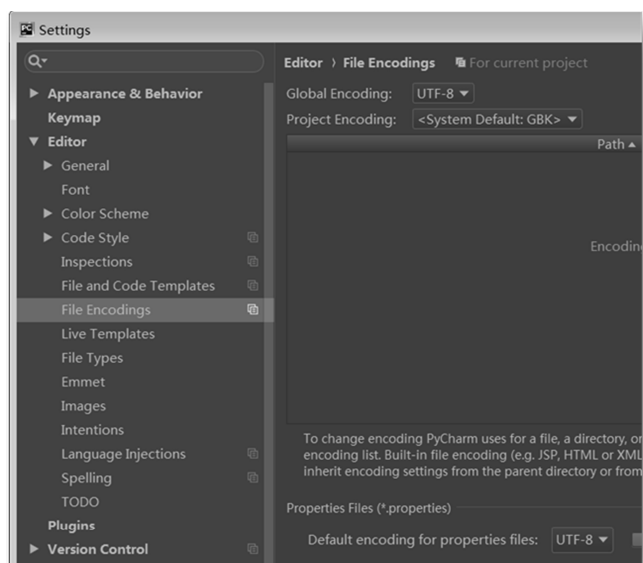 PC Settings
Appearance & Behavior
Keymap
Editor
General
Font
Color Scheme
Code Style
Inspections
File and Code Templates
File Encodings
Live Templates
File Types
Emmet
Images
Intentions
Language Injections
Spelling
TODO
Plugins
Version Control
Editor › File Encodings For current project
Global Encoding: UTF-8
Project Encoding: <System Default: GBK>
Path
Encodin
To change encoding PyCharm uses for a file, a directory, or
encoding list. Built-in file encoding (e.g. JSP, HTML or XML
inherit encoding settings from the parent directory or from
Properties Files (*.properties)
Default encoding for properties files: UTF-8